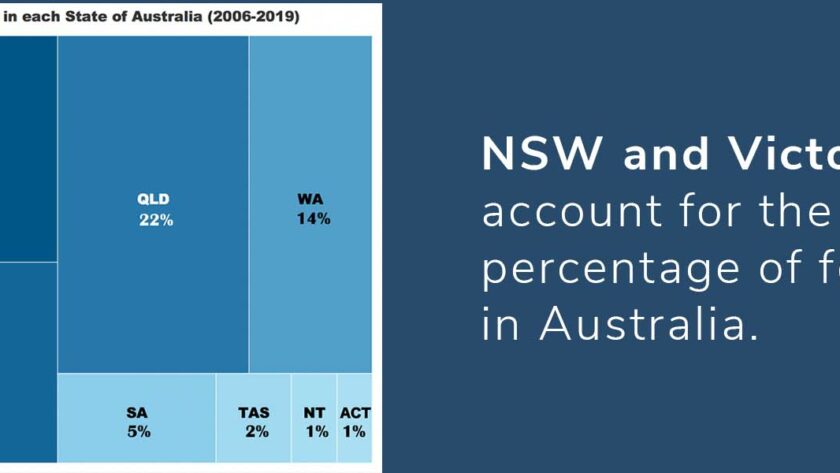 in each State of Australia (2006-2019)
QLD
22%
WA
14%
SA
5%
TAS
2%
NT
1%
ACT
1%
NSW and Victo
account for the
percentage of f
in Australia.